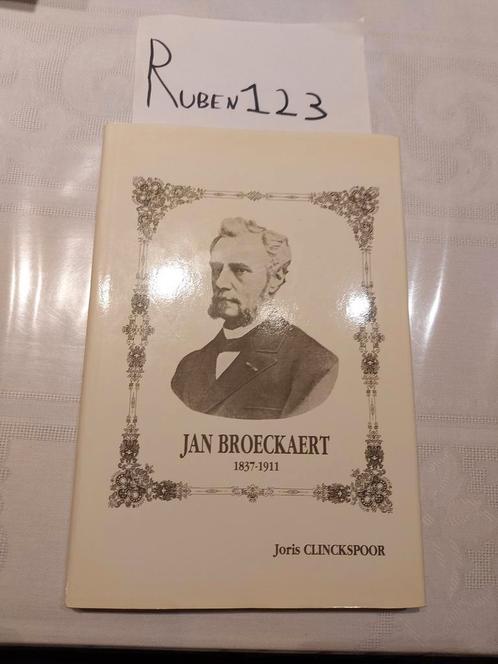 RUBEN123
JAN BROECKAERT
1837-1911
Joris CLINCKSPOOR